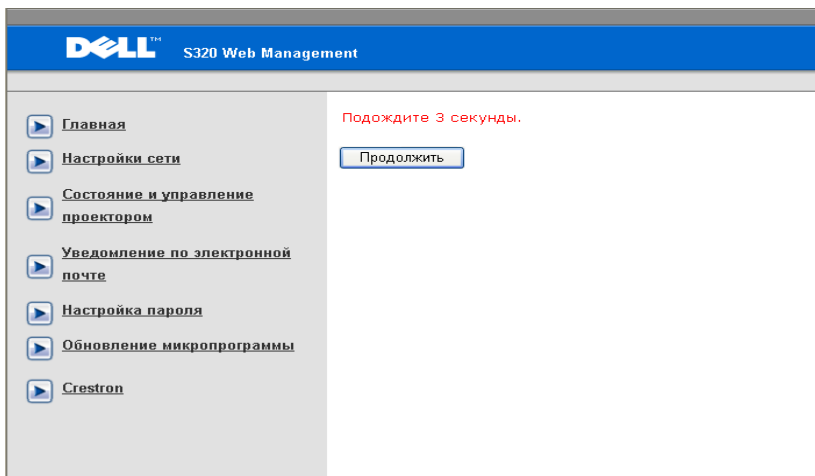 DELL™ S320 Web Management
Главная
Настройки сети
Состояние и управление
проектором
Уведомление по электронной
почте
Настройка пароля
Обновление микропрограммы
Crestron
Подождите 3 секунды.
Продолжить